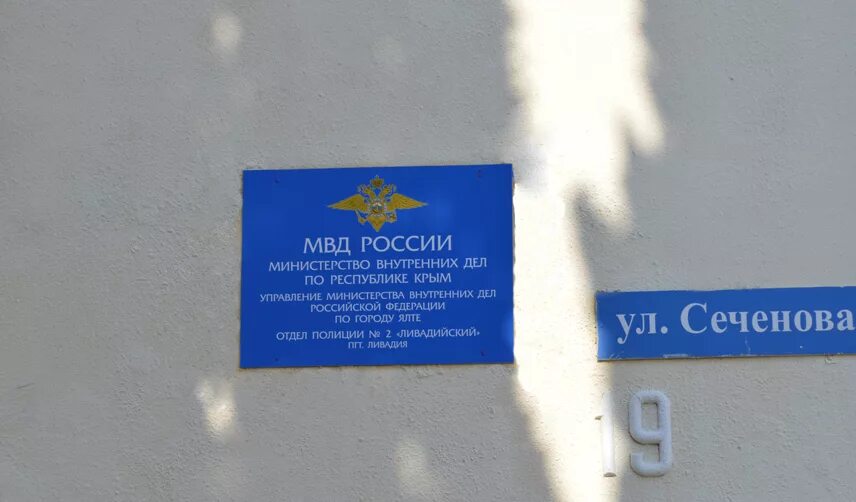 МВД РОССИИ
МИНИСТЕРСТВО ВНУТРЕННИХ ДЕЛ
ПО РЕСПУБЛИКЕ КРЫМ
УПРАВЛЕНИЕ МИНИСТЕРСТВА ВНУТРЕННИХ ДЕЛ
РОССИЙСКОЙ ФЕДЕРАЦИИ
ПО ГОРОДУ ЯЛТЕ
ОТДЕЛ ПОЛИЦИИ № 2 «ЛИВАДИЙСКИЙ»
ПГТ. ЛИВАДИЯ
ул. Сеченова
19